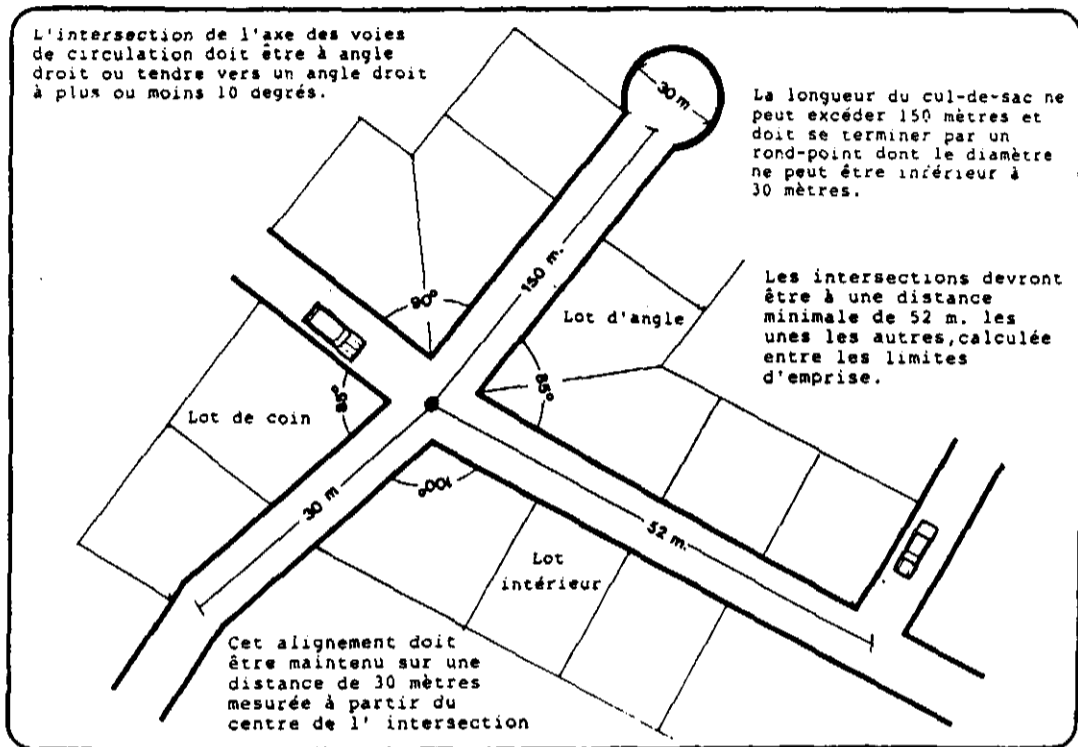 L'intersection de l'axe des voies
de circulation doit être à angle
droit ou tendre vers un angle droit
à plus ou moins 10 degrés.
30 m
La longueur du cul-de-sac ne
peut excéder 150 mètres et
doit se terminer par un
rond-point dont le diamètre
ne peut être inférieur à
30 mètres.
150 m.
Les intersections devront
être à une distance
minimale de 52 m. les
unes les autres,calculée
entre les limites
d'emprise.
90°
Lot d'angle
85°
Lot de coin
85°
100°
30 m
52 m.
Lot
intérieur
Cet alignement doit
être maintenu sur une
distance de 30 mètres
mesurée à partir du
centre de l' intersection